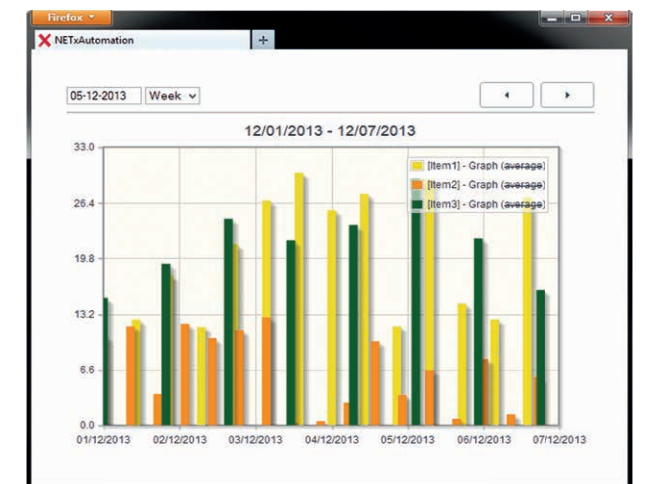 Firefox
NETxAutomation
+
05-12-2013 Week
12/01/2013 - 12/07/2013
33.0
26.4
19.8
13.2
6.6
0.0
[Item1] - Graph (average)
[Item2] - Graph (average)
[Item3] - Graph (average)
01/12/2013 02/12/2013 03/12/2013 04/12/2013 05/12/2013 06/12/2013 07/12/2013